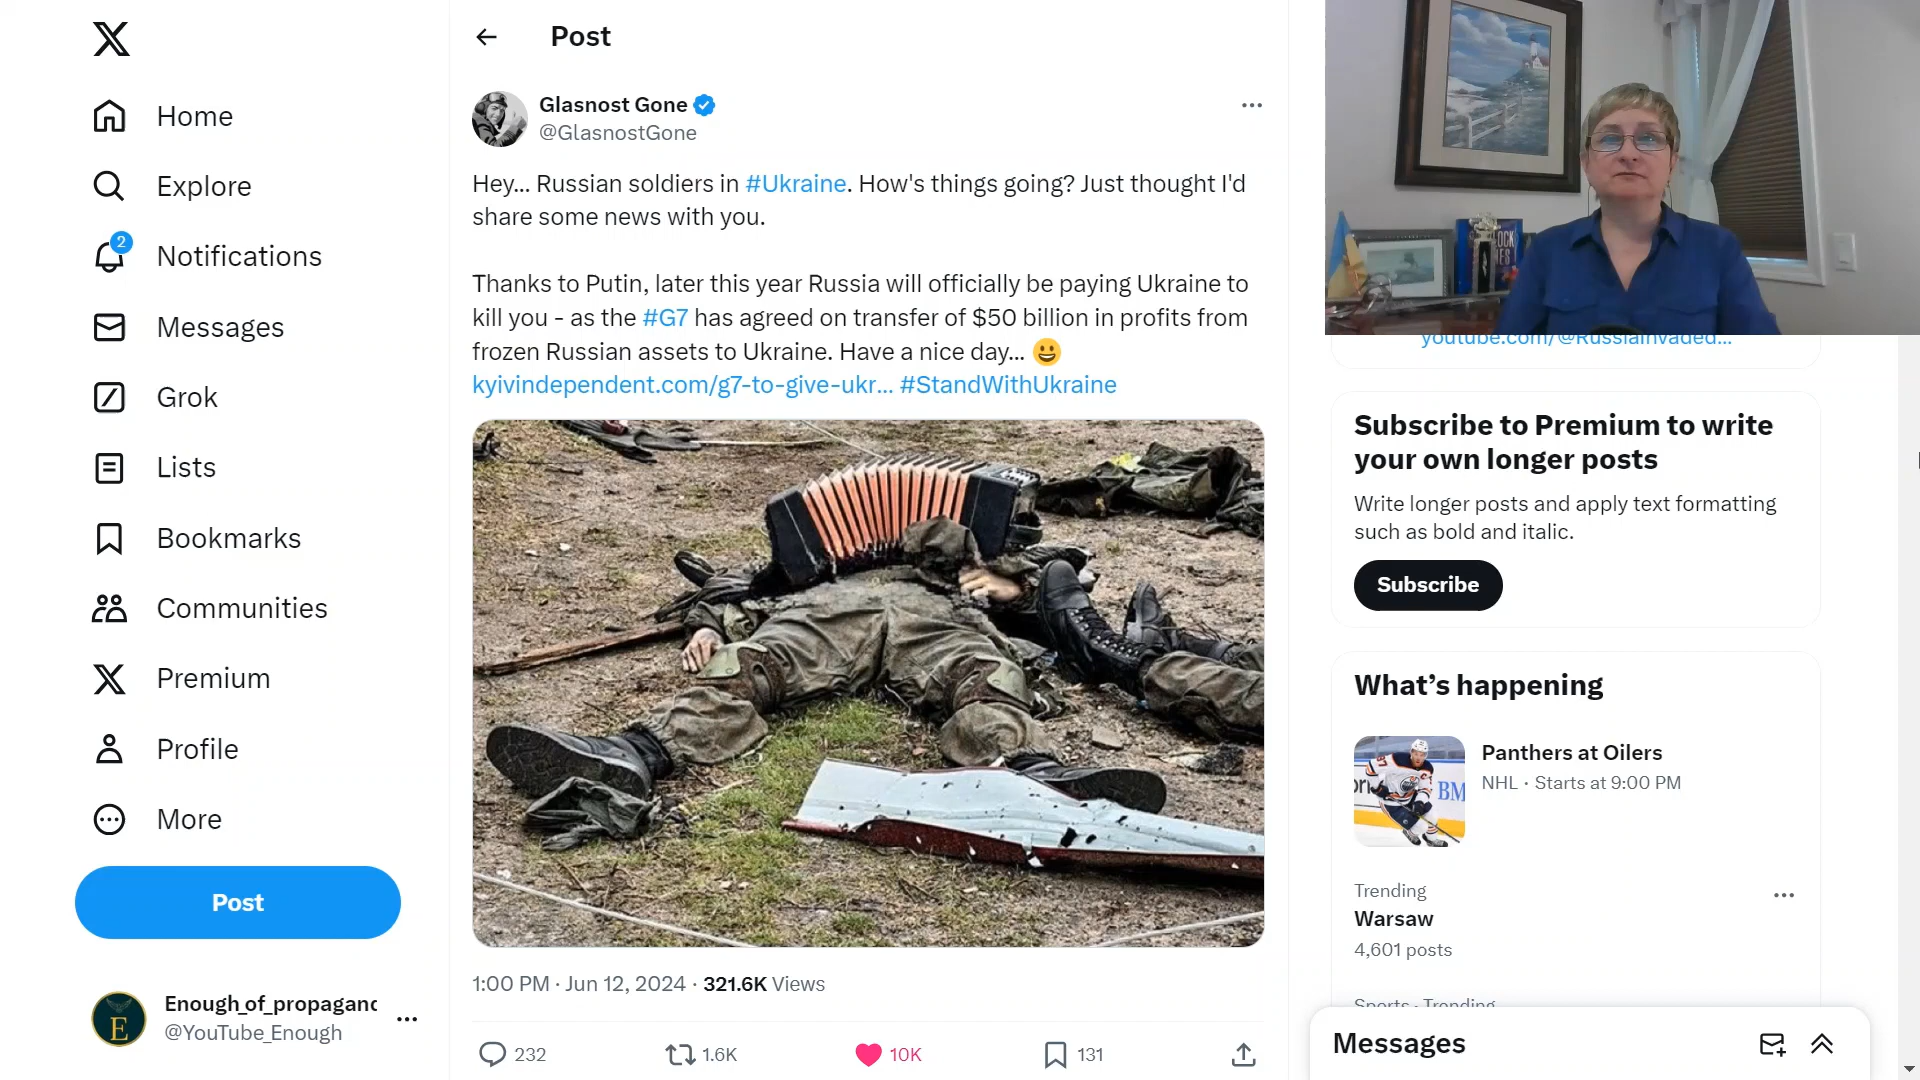 Home
Explore
2
Notifications
Messages
Grok
Lists
Bookmarks
Communities
Premium
Profile
More
Post
Enough_of_propaganc
@YouTube_Enough
Post
Glasnost Gone
@GlasnostGone
Hey... Russian soldiers in #Ukraine. How's things going? Just thought I'd
share some news with you.
Thanks to Putin, later this year Russia will officially be paying Ukraine to
kill you - as the #G7 has agreed on transfer of $50 billion in profits from
frozen Russian assets to Ukraine. Have a nice day... 😀
kyivindependent.com/g7-to-give-ukr... #StandWithUkraine
1:00 PM · Jun 12, 2024 · 321.6K Views
232
1.6K
10K
131
youtube.com/@Russiainvaded...
Subscribe to Premium to write
your own longer posts
Write longer posts and apply text formatting
such as bold and italic.
Subscribe
What's happening
Panthers at Oilers
NHL · Starts at 9:00 PM
Trending
Warsaw
4,601 posts
Sports · Trending
Messages